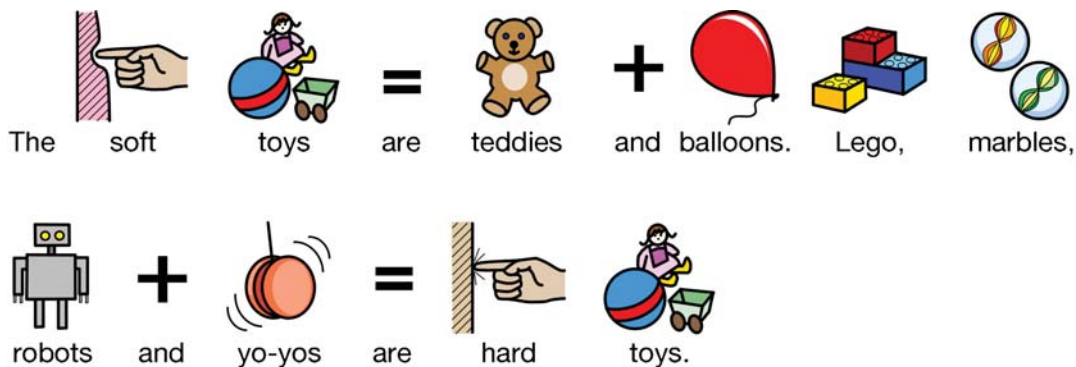 The soft toys are teddies and balloons. Lego, marbles,
robots and yo-yos are hard toys.